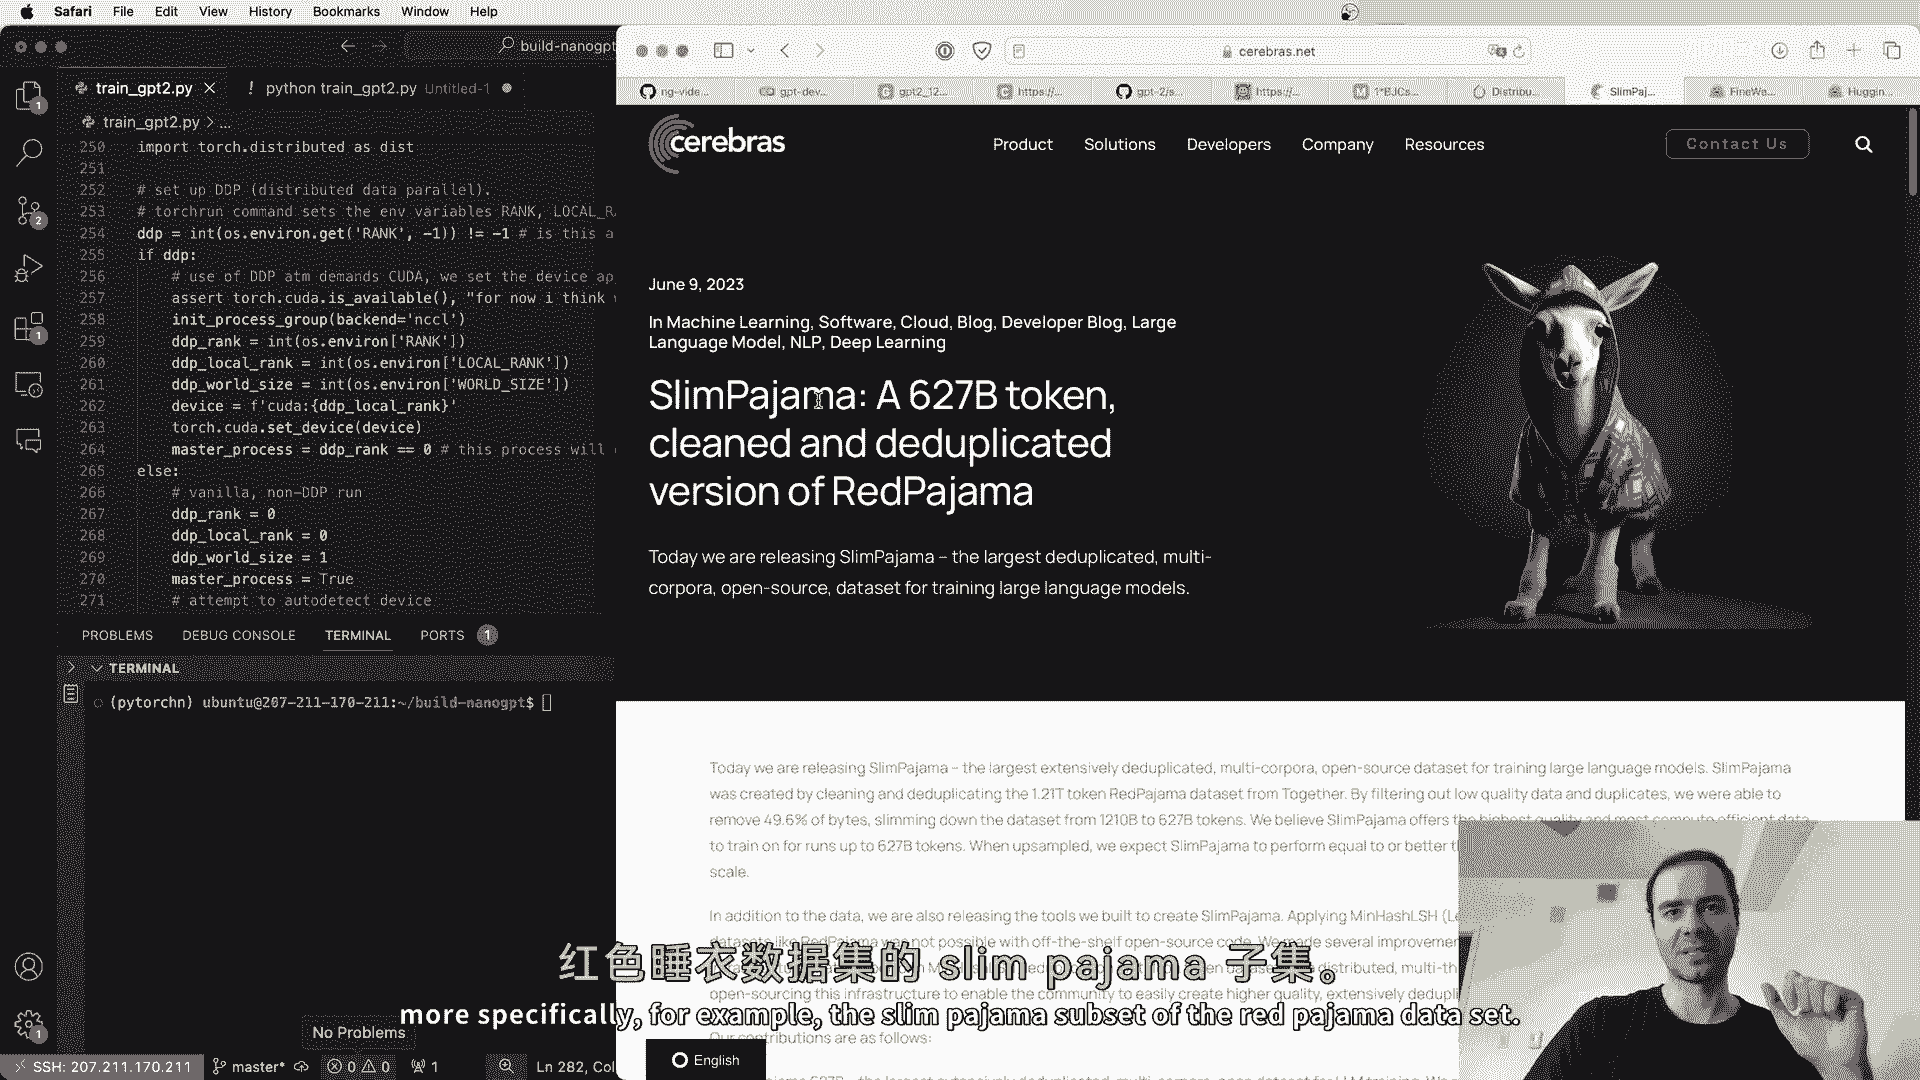 Safari File Edit View History Bookmarks Window Help
build-nanogpt
cerebras.net
train_gpt2.py
! python train_gpt2.py Untitled-1
ng-vide...
gpt-dev...
gpt2_12...
https://...
gpt-2/s...
https://...
1*BJCs...
Distribu...
SlimPaj...
FineWe...
Huggin...
train_gpt2.py > ...
250 import torch.distributed as dist
251
252 # set up DDP (distributed data parallel).
253 # torchrun command sets the env variables RANK, LOCAL_R
254 ddp = int(os.environ.get('RANK', -1)) != -1 # is this a
255 if ddp:
256 # use of DDP atm demands CUDA, we set the device ap
257 assert torch.cuda.is_available(), "for now i think
258 init_process_group(backend='nccl')
259 ddp_rank = int(os.environ['RANK'])
260 ddp_local_rank = int(os.environ['LOCAL_RANK'])
261 ddp_world_size = int(os.environ['WORLD_SIZE'])
262 device = f'cuda:{ddp_local_rank}'
263 torch.cuda.set_device(device)
264 master_process = ddp_rank == 0 # this process will
265 else:
266 # vanilla, non-DDP run
267 ddp_rank = 0
268 ddp_local_rank = 0
269 ddp_world_size = 1
270 master_process = True
271 # attempt to autodetect device
PROBLEMS DEBUG CONSOLE TERMINAL PORTS 1
TERMINAL
(pytorchn) ubuntu@207-211-170-211:~/build-nanogpt$
No Problems
SSH: 207.211.170.211 master* 0 0 1 Ln 282, Col
cerebras
Product Solutions Developers Company Resources Contact Us
June 9, 2023
In Machine Learning, Software, Cloud, Blog, Developer Blog, Large
Language Model, NLP, Deep Learning
SlimPajama: A 627B token,
cleaned and deduplicated
version of RedPajama
Today we are releasing SlimPajama – the largest deduplicated, multi-
corpora, open-source, dataset for training large language models.
Today we are releasing SlimPajama – the largest extensively deduplicated, multi-corpora, open-source dataset for training large language models. SlimPajama
was created by cleaning and deduplicating the 1.21T token RedPajama dataset from Together. By filtering out low quality data and duplicates, we were able to
remove 49.6% of bytes, slimming down the dataset from 1210B to 627B tokens. We believe SlimPajama offers the highest quality and most compute efficient data
to train on for runs up to 627B tokens. When upsampled, we expect SlimPajama to perform equal to or better
scale.
In addition to the data, we are also releasing the tools we built to create SlimPajama. Applying MinHashLSH
datasets like RedPajama was not possible with off-the-shelf open-source code. We made several improvemen
distributed, multi-th
open-sourcing this infrastructure to enable the community to easily create higher quality, extensively dedupl
Our contributions are as follows:
English
红色睡衣数据集的 slim pajama 子集。
more specifically, for example, the slim pajama subset of the red pajama data set.